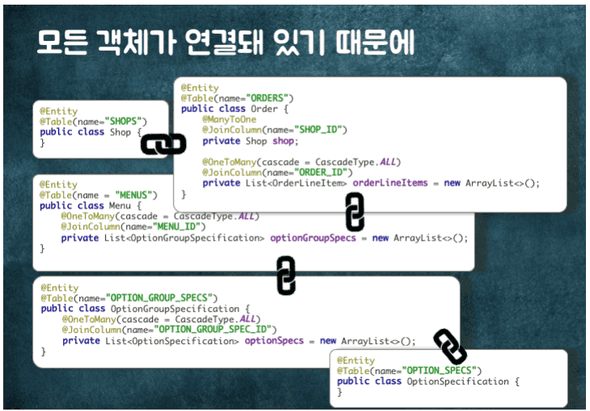 모든 객체가 연결돼 있기 때문에
@Entity
@Table(name="SHOPS")
public class Shop {
}
@Entity
@Table(name="ORDERS")
public class Order {
@ManyToOne
@JoinColumn(name="SHOP_ID")
private Shop shop;
@OneToMany(cascade = CascadeType.ALL)
@JoinColumn(name="ORDER_ID")
private List<OrderLineItem> orderLineItems = new ArrayList<>();
}
@Entity
@Table(name = "MENUS")
public class Menu {
@OneToMany(cascade = CascadeType.ALL)
@JoinColumn(name="MENU_ID")
private List<OptionGroupSpecification> optionGroupSpecs = new ArrayList<>();
}
@Entity
@Table(name="OPTION_GROUP_SPECS")
public class OptionGroupSpecification {
@OneToMany(cascade = CascadeType.ALL)
@JoinColumn(name="OPTION_GROUP_SPEC_ID")
private List<OptionSpecification> optionSpecs = new ArrayList<>();
}
@Entity
@Table(name="OPTION_SPECS")
public class OptionSpecification {
}